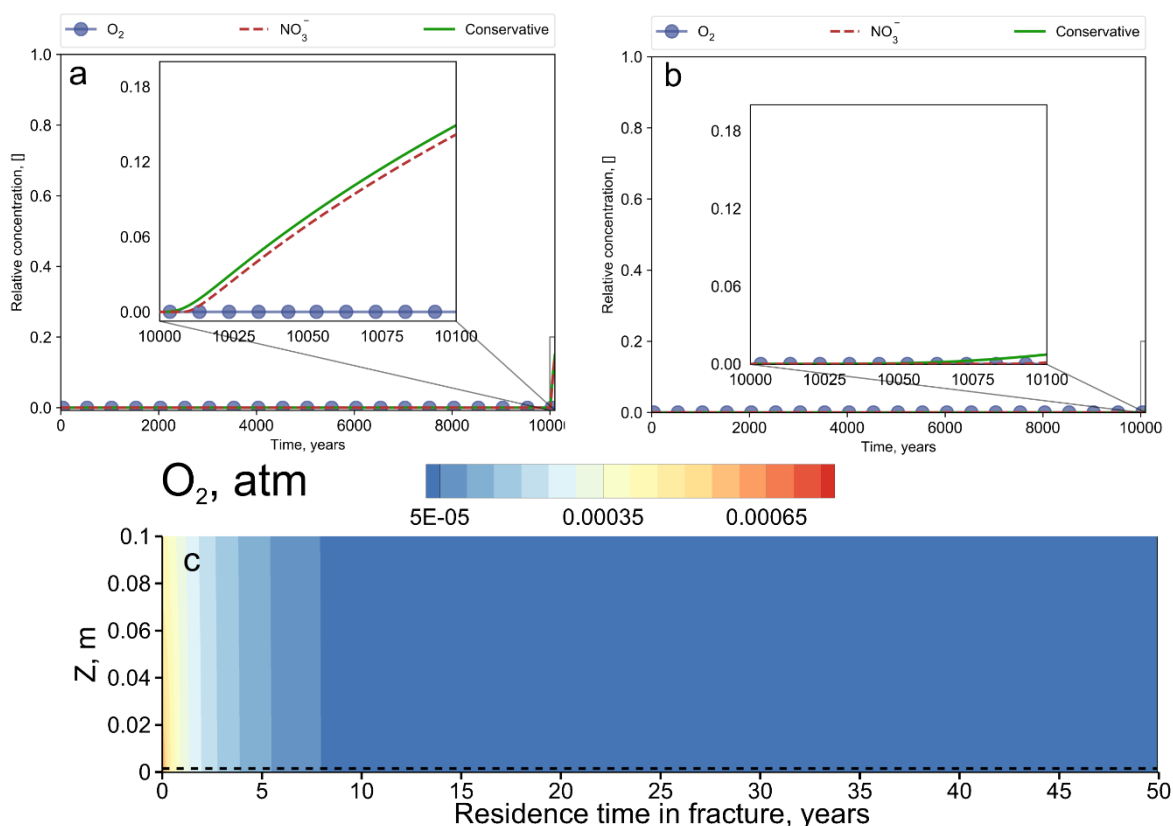 O₂ NO₃⁻ Conservative
a
Relative concentration, []
1.0
0.8
0.6
0.4
0.2
0.0
0.18
0.12
0.06
0.00
10000 10025 10050 10075 10100
0 2000 4000 6000 8000 10000
Time, years
O₂ NO₃⁻ Conservative
b
Relative concentration, []
1.0
0.8
0.6
0.4
0.2
0.0
0.18
0.12
0.06
0.00
10000 10025 10050 10075 10100
0 2000 4000 6000 8000 10000
Time, years
O₂, atm
5E-05 0.00035 0.00065
c
Z, m
0.1
0.08
0.06
0.04
0.02
0
0 5 10 15 20 25 30 35 40 45 50
Residence time in fracture, years